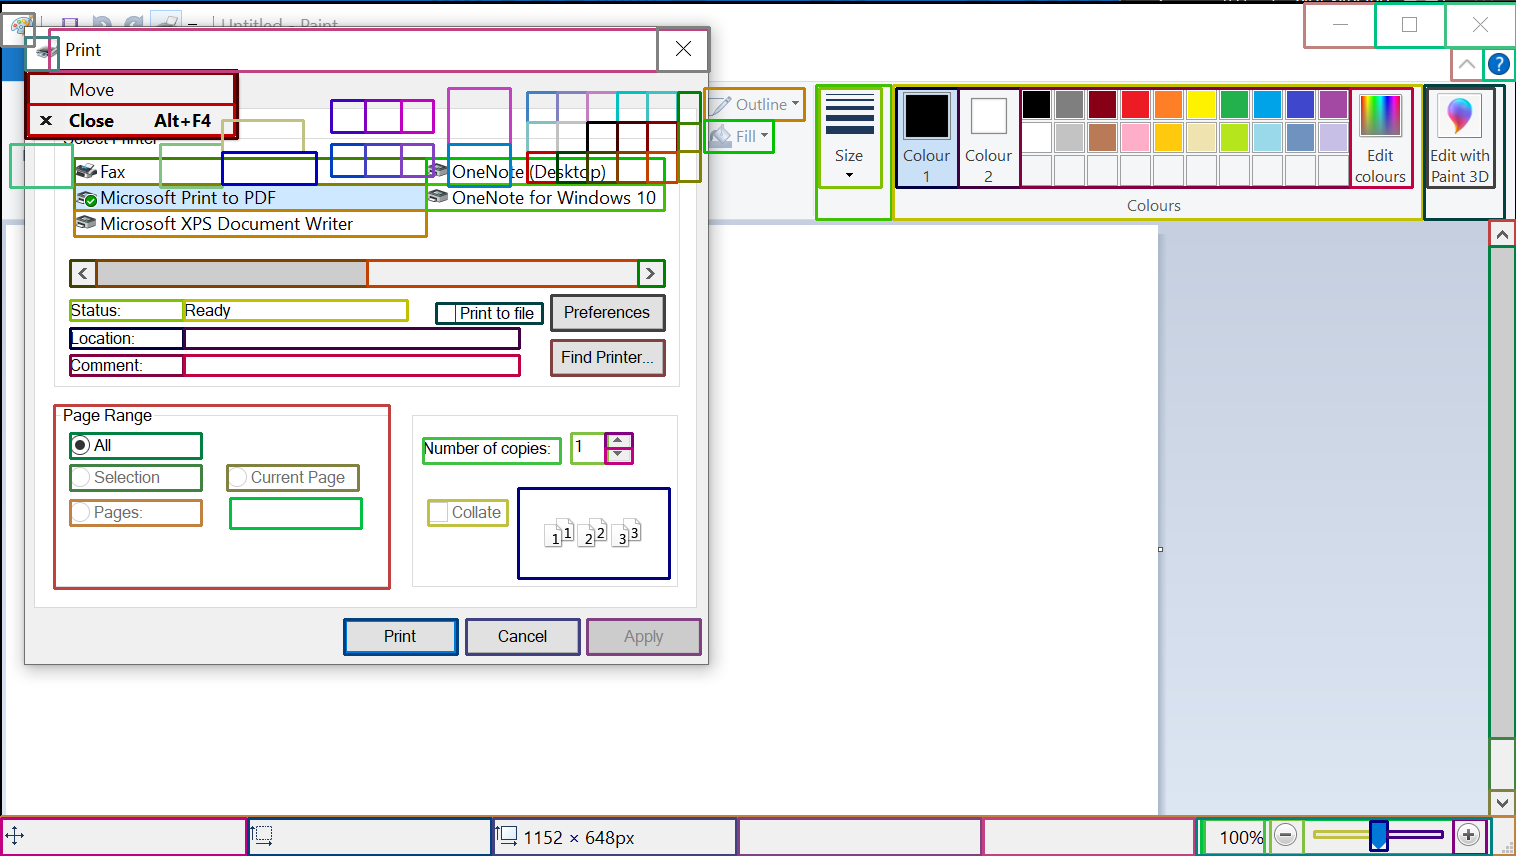 Untitled - Paint
Print
Move
Close Alt+F4
Select Printer
Fax
OneNote (Desktop)
Microsoft Print to PDF
OneNote for Windows 10
Microsoft XPS Document Writer
Status: Ready
Print to file
Preferences
Location:
Comment:
Find Printer...
Page Range
All
Selection
Current Page
Pages:
Number of copies: 1
Collate
1 1 2 2 3 3
Print
Cancel
Apply
Outline
Fill
Size
Colour 1
Colour 2
Edit colours
Edit with Paint 3D
Colours
1152 × 648px
100%